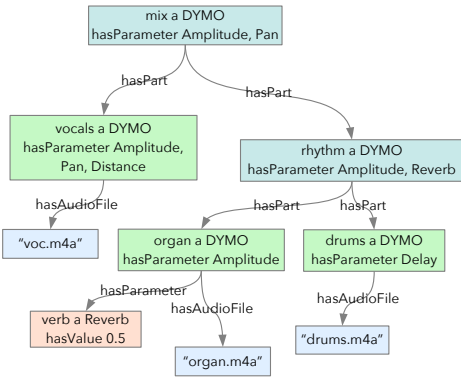 mix a DYMO
hasParameter Amplitude, Pan
hasPart
hasPart
vocals a DYMO
hasParameter Amplitude,
Pan, Distance
rhythm a DYMO
hasParameter Amplitude, Reverb
hasAudioFile
hasPart
hasPart
"voc.m4a"
organ a DYMO
hasParameter Amplitude
drums a DYMO
hasParameter Delay
hasParameter
hasAudioFile
hasAudioFile
verb a Reverb
hasValue 0.5
"organ.m4a"
"drums.m4a"